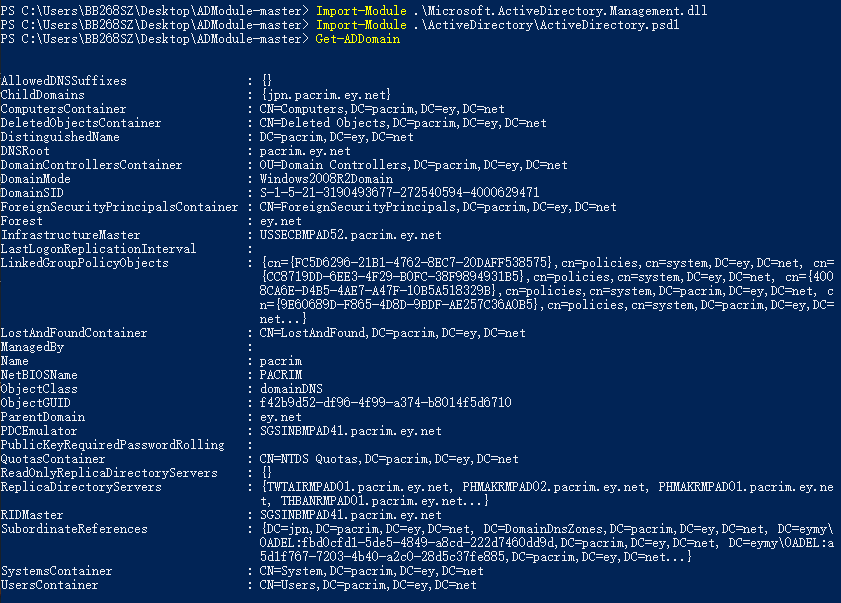 PS C:\Users\BB268SZ\Desktop\ADModule-master> Import-Module .\Microsoft.ActiveDirectory.Management.dll
PS C:\Users\BB268SZ\Desktop\ADModule-master> Import-Module .\ActiveDirectory\ActiveDirectory.psd1
PS C:\Users\BB268SZ\Desktop\ADModule-master> Get-ADDomain
AllowedDNSSuffixes : {}
ChildDomains : {jpn.pacrim.ey.net}
ComputersContainer : CN=Computers,DC=pacrim,DC=ey,DC=net
DeletedObjectsContainer : CN=Deleted Objects,DC=pacrim,DC=ey,DC=net
DistinguishedName : DC=pacrim,DC=ey,DC=net
DNSRoot : pacrim.ey.net
DomainControllersContainer : OU=Domain Controllers,DC=pacrim,DC=ey,DC=net
DomainMode : Windows2008R2Domain
DomainSID : S-1-5-21-3190493677-272540594-4000629471
ForeignSecurityPrincipalsContainer : CN=ForeignSecurityPrincipals,DC=pacrim,DC=ey,DC=net
Forest : ey.net
InfrastructureMaster : USSECBMPAD52.pacrim.ey.net
LastLogonReplicationInterval :
LinkedGroupPolicyObjects : {cn={FC5D6296-21B1-4762-8EC7-20DAFF538575},cn=policies,cn=system,DC=ey,DC=net, cn=
{CC8719DD-6EE3-4F29-B0FC-38F9894931B5},cn=policies,cn=system,DC=ey,DC=net, cn={400
8CA6E-D4B5-4AE7-A47F-10B5A518329B},cn=policies,cn=system,DC=pacrim,DC=ey,DC=net, c
n={9E60689D-F865-4D8D-9BDF-AE257C36A0B5},cn=policies,cn=system,DC=pacrim,DC=ey,DC=
net...}
LostAndFoundContainer : CN=LostAndFound,DC=pacrim,DC=ey,DC=net
ManagedBy :
Name : pacrim
NetBIOSName : PACRIM
ObjectClass : domainDNS
ObjectGUID : f42b9d52-df96-4f99-a374-b8014f5d6710
ParentDomain : ey.net
PDCEmulator : SGSINBMPAD41.pacrim.ey.net
PublicKeyRequiredPasswordRolling :
QuotasContainer : CN=NTDS Quotas,DC=pacrim,DC=ey,DC=net
ReadOnlyReplicaDirectoryServers : {}
ReplicaDirectoryServers : {TWTAIRMPAD01.pacrim.ey.net, PHMAKRMPAD02.pacrim.ey.net, PHMAKRMPAD01.pacrim.ey.ne
t, THBANRMPAD01.pacrim.ey.net...}
RIDMaster : SGSINBMPAD41.pacrim.ey.net
SubordinateReferences : {DC=jpn,DC=pacrim,DC=ey,DC=net, DC=DomainDnsZones,DC=pacrim,DC=ey,DC=net, DC=eymy\
0ADEL:fbd0cfd1-5de5-4849-a8cd-222d7460dd9d,DC=pacrim,DC=ey,DC=net, DC=eymy\0ADEL:a
5d1f767-7203-4b40-a2c0-28d5c37fe885,DC=pacrim,DC=ey,DC=net...}
SystemsContainer : CN=System,DC=pacrim,DC=ey,DC=net
UsersContainer : CN=Users,DC=pacrim,DC=ey,DC=net